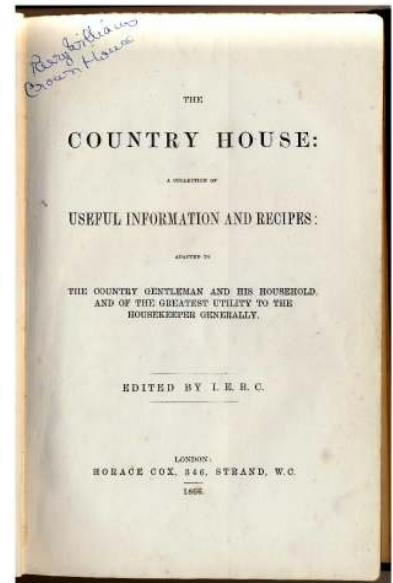 Perry Williams
Crown House
THE
COUNTRY HOUSE:
A COLLECTION OF
USEFUL INFORMATION AND RECIPES:
ADAPTED TO
THE COUNTRY GENTLEMAN AND HIS HOUSEHOLD,
AND OF THE GREATEST UTILITY TO THE
HOUSEKEEPER GENERALLY.
EDITED BY I. E. B. C.
LONDON:
HORACE COX, 346, STRAND, W.C.
1866.